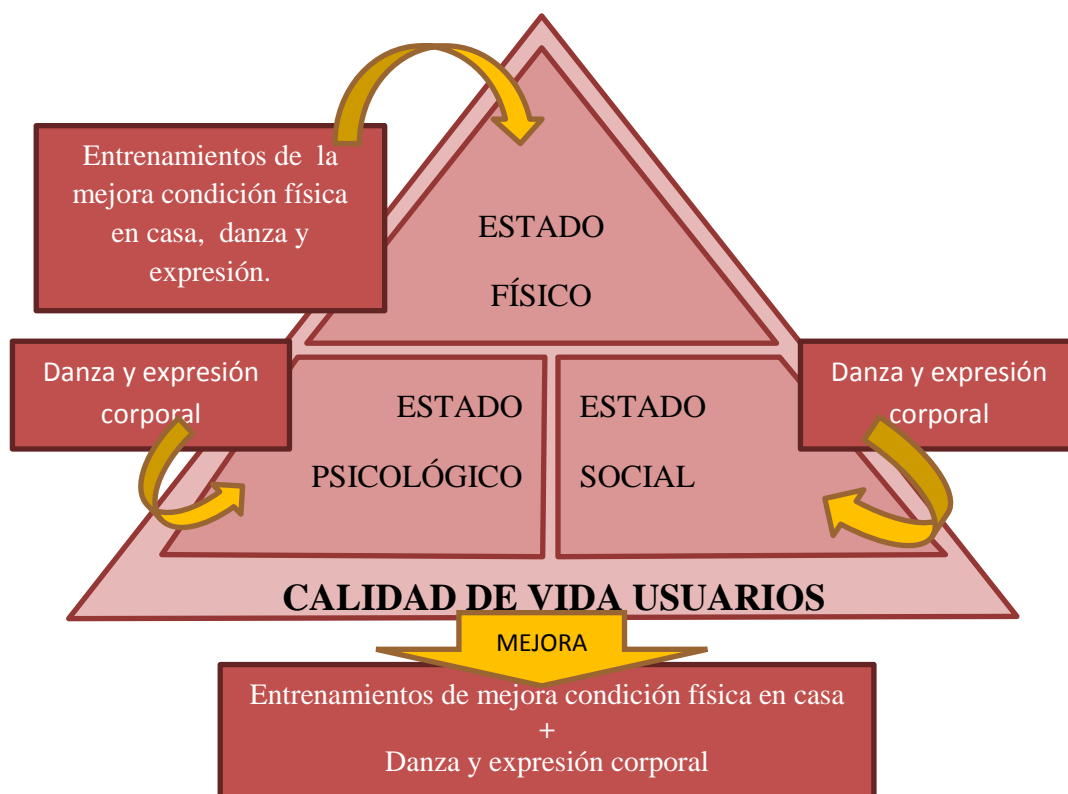 Entrenamientos de la
mejora condición física
en casa, danza y
expresión.
ESTADO
FÍSICO
Danza y expresión
corporal
ESTADO
PSICOLÓGICO
ESTADO
SOCIAL
Danza y expresión
corporal
CALIDAD DE VIDA USUARIOS
MEJORA
Entrenamientos de mejora condición física en casa
+
Danza y expresión corporal